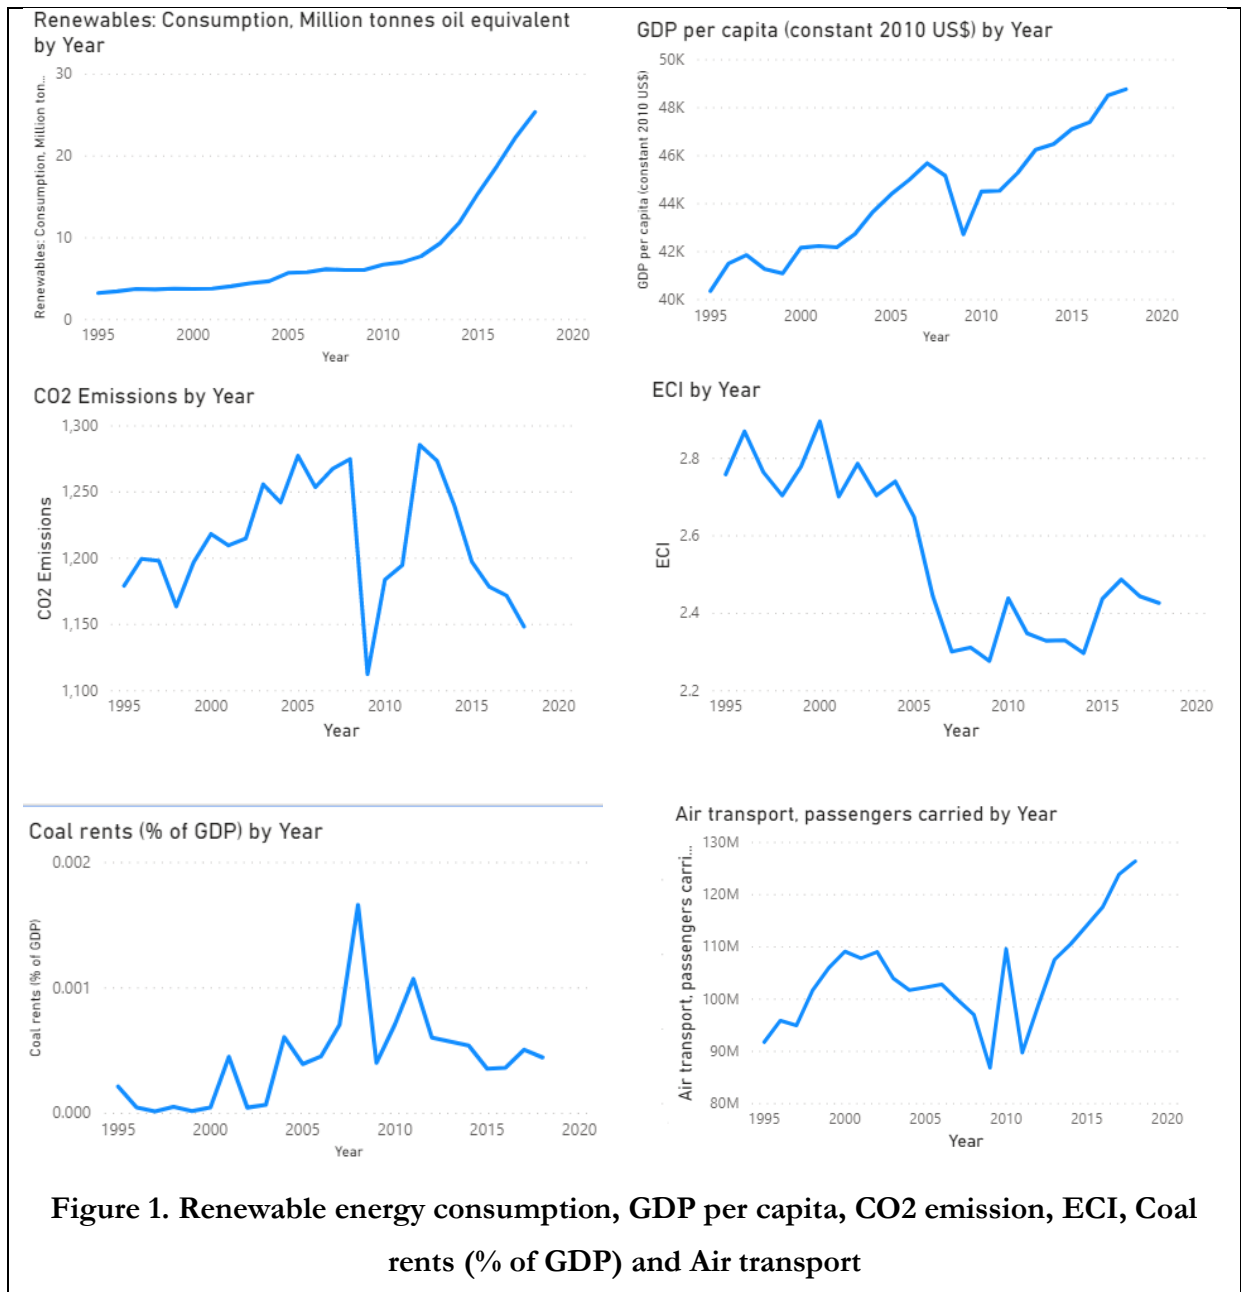 Renewables: Consumption, Million tonnes oil equivalent
by Year
Renewables: Consumption, Million ton...
30
20
10
0
1995 2000 2005 2010 2015 2020
Year
GDP per capita (constant 2010 US$) by Year
GDP per capita (constant 2010 US$)
50K
48K
46K
44K
42K
40K
1995 2000 2005 2010 2015 2020
Year
CO2 Emissions by Year
CO2 Emissions
1,300
1,250
1,200
1,150
1,100
1995 2000 2005 2010 2015 2020
Year
ECI by Year
ECI
2.8
2.6
2.4
2.2
1995 2000 2005 2010 2015 2020
Year
Coal rents (% of GDP) by Year
Coal rents (% of GDP)
0.002
0.001
0.000
1995 2000 2005 2010 2015 2020
Year
Air transport, passengers carried by Year
Air transport, passengers carri...
130M
120M
110M
100M
90M
80M
1995 2000 2005 2010 2015 2020
Year
Figure 1. Renewable energy consumption, GDP per capita, CO2 emission, ECI, Coal
rents (% of GDP) and Air transport